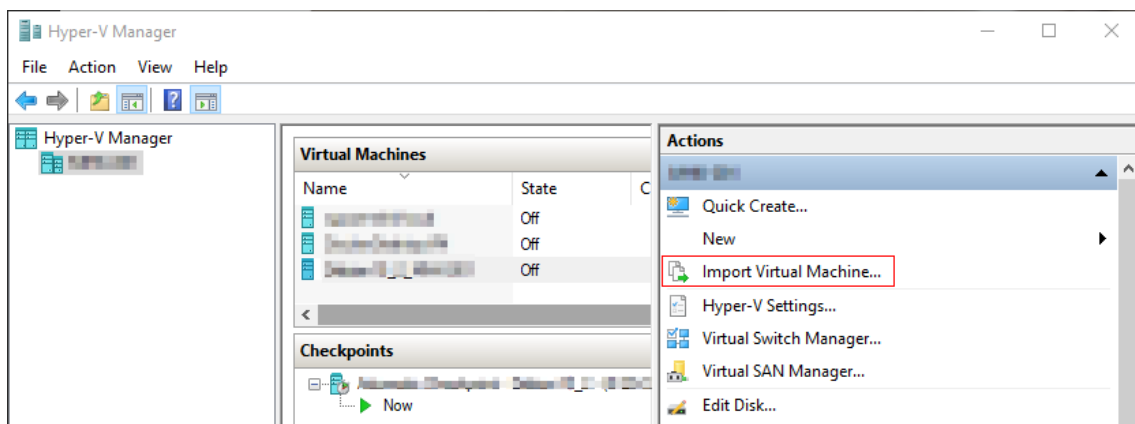 Hyper-V Manager
File Action View Help
Hyper-V Manager
Virtual Machines
Name State C
Off
Off
Off
Checkpoints
Now
Actions
Quick Create...
New
Import Virtual Machine...
Hyper-V Settings...
Virtual Switch Manager...
Virtual SAN Manager...
Edit Disk...